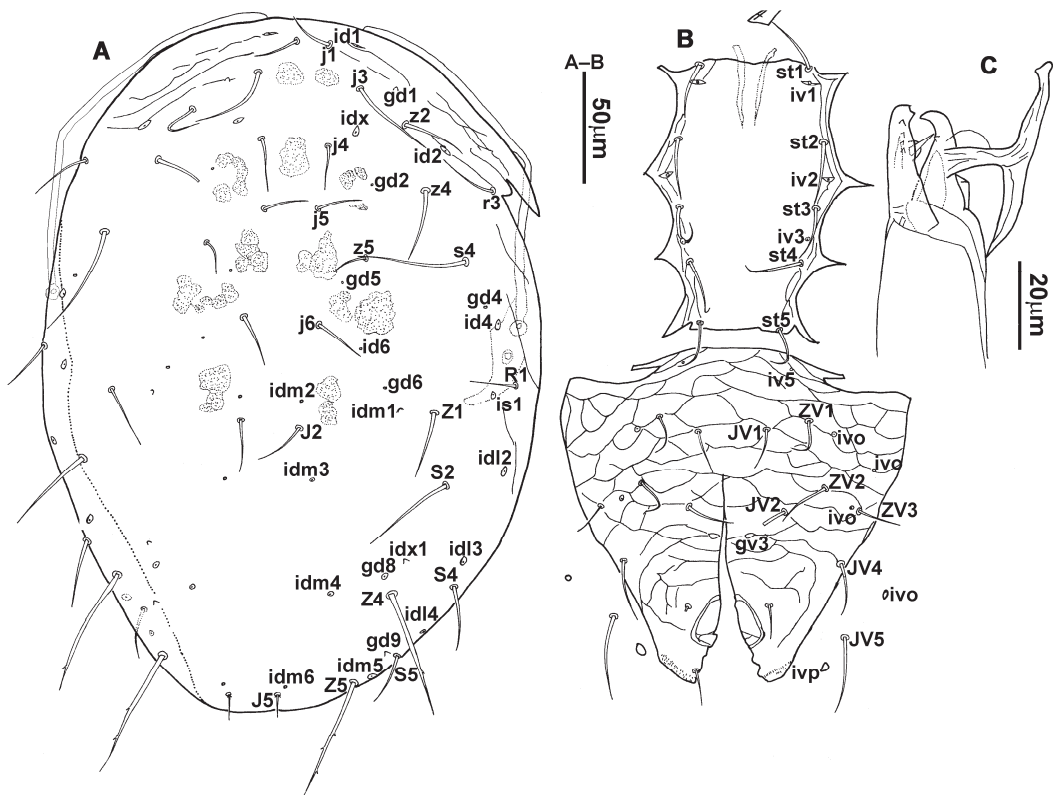 A
id1
j1
j3
gd1
z2
idx
j4
id2
gd2
z4
r3
j5
z5
s4
gd5
gd4
id4
j6
id6
R1
gd6
idm2
is1
idm1
Z1
J2
idl2
idm3
S2
idx1
idl3
gd8
S4
idm4
Z4
idl4
gd9
idm5
S5
idm6
Z5
J5
A–B
50µm
B
st1
iv1
st2
iv2
st3
iv3
st4
st5
iv5
ZV1
JV1
ivo
ivo
ZV2
JV2
ivo
ZV3
gv3
JV4
ivo
JV5
ivp
C
20µm